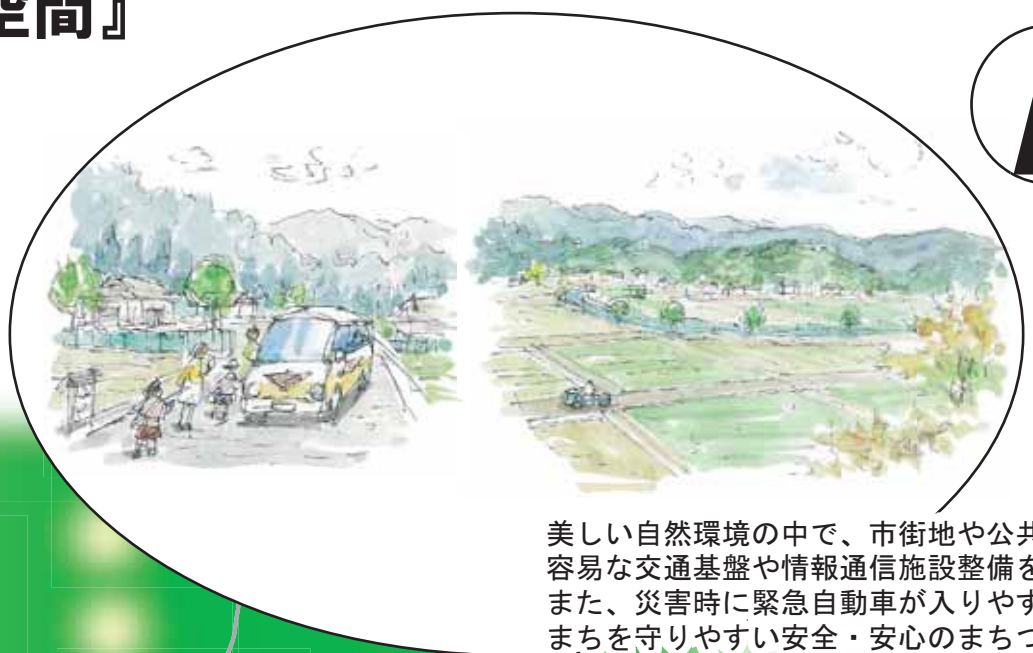 空間』
美しい自然環境の中で、市街地や公共
容易な交通基盤や情報通信施設整備を
また、災害時に緊急自動車が入りやす
まちを守りやすい安全・安心のまちつ